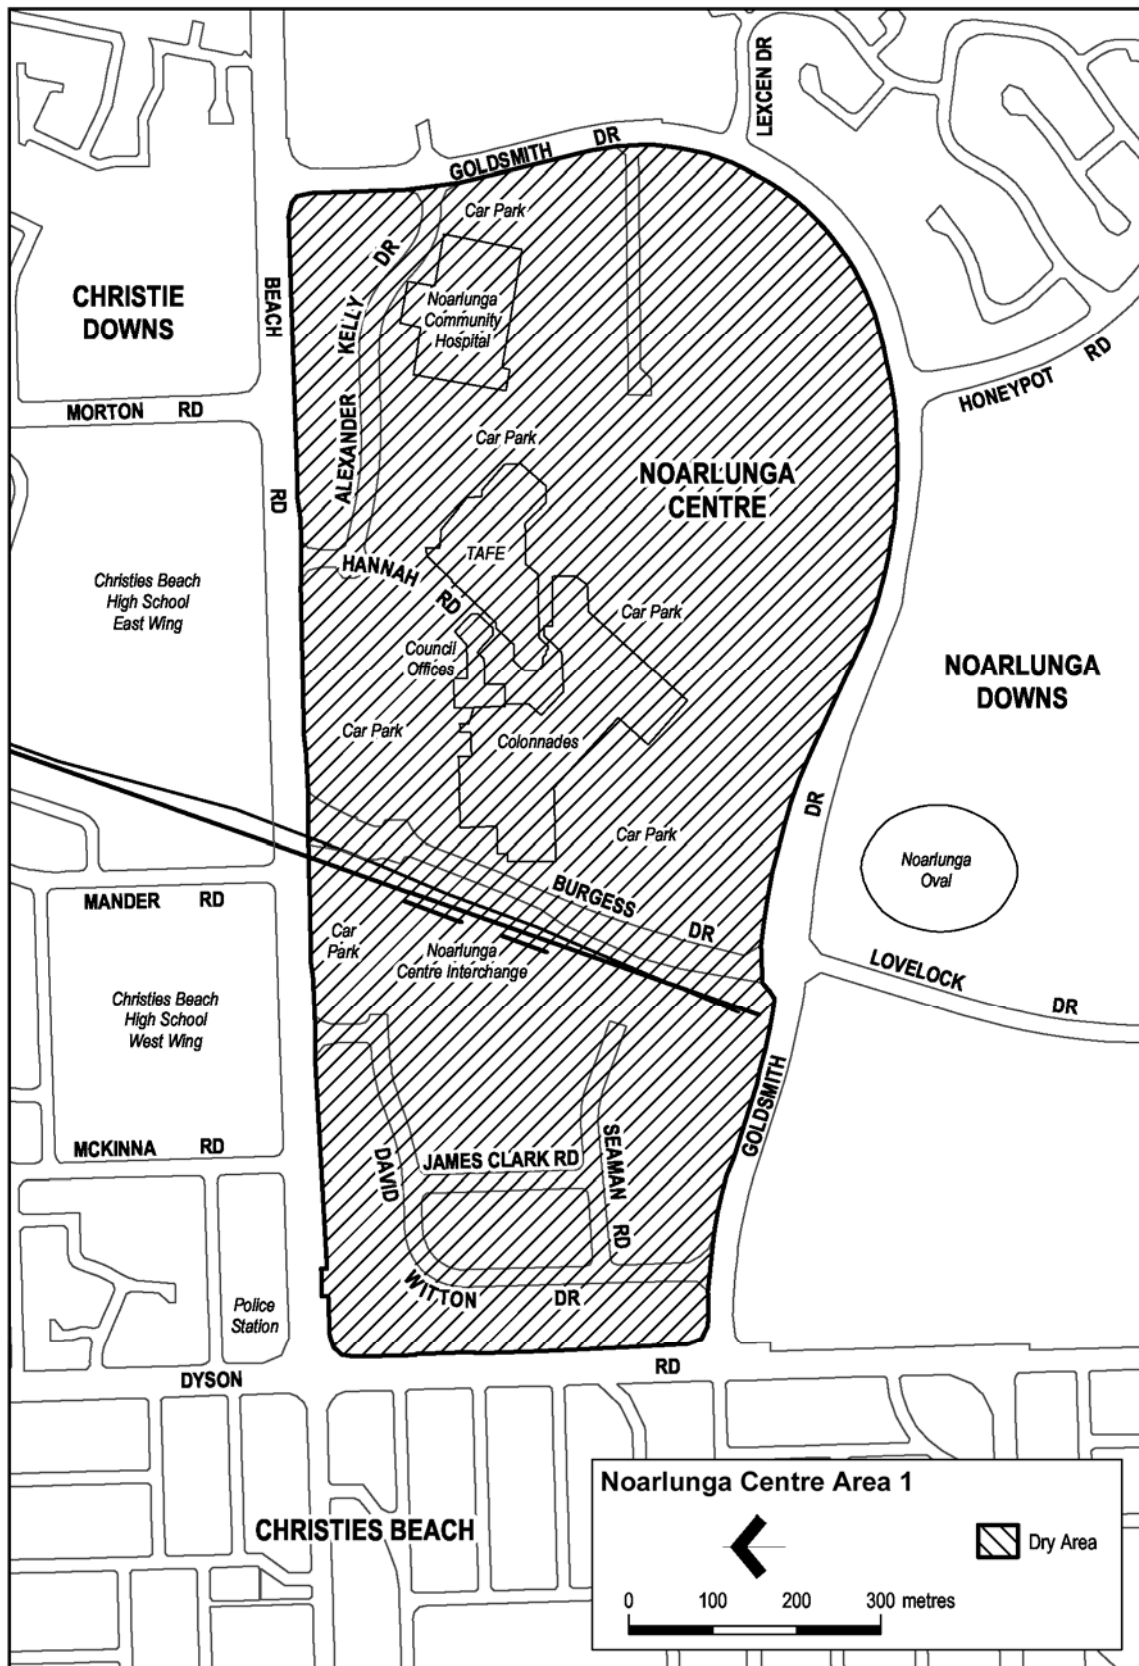 LEXCEN DR
GOLDSMITH DR
Car Park
CHRISTIE
DOWNS
BEACH RD
ALEXANDER KELLY DR
Noarlunga
Community
Hospital
HONEYPOT RD
MORTON RD
Car Park
NOARLUNGA
CENTRE
TAFE
HANNAH RD
Christies Beach
High School
East Wing
Car Park
Council
Offices
NOARLUNGA
DOWNS
Car Park
Colonnades
DR
Car Park
Noarlunga
Oval
MANDER RD
BURGESS DR
Car
Park
Noarlunga
Centre Interchange
LOVELOCK DR
Christies Beach
High School
West Wing
GOLDSMITH
MCKINNA RD
DAVID
JAMES CLARK RD
SEAMAN RD
WITTON DR
Police
Station
DYSON RD
CHRISTIES BEACH
Noarlunga Centre Area 1
Dry Area
0 100 200 300 metres